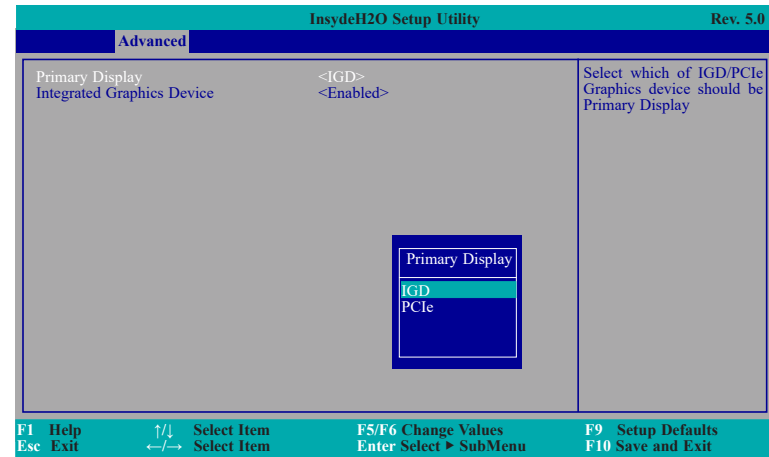 InsydeH2O Setup Utility Rev. 5.0
Advanced
Primary Display <IGD>
Integrated Graphics Device <Enabled>
Select which of IGD/PCIe
Graphics device should be
Primary Display
Primary Display
IGD
PCIe
F1 Help ↑/↓ Select Item F5/F6 Change Values F9 Setup Defaults
Esc Exit ←/→ Select Item Enter Select ▶ SubMenu F10 Save and Exit